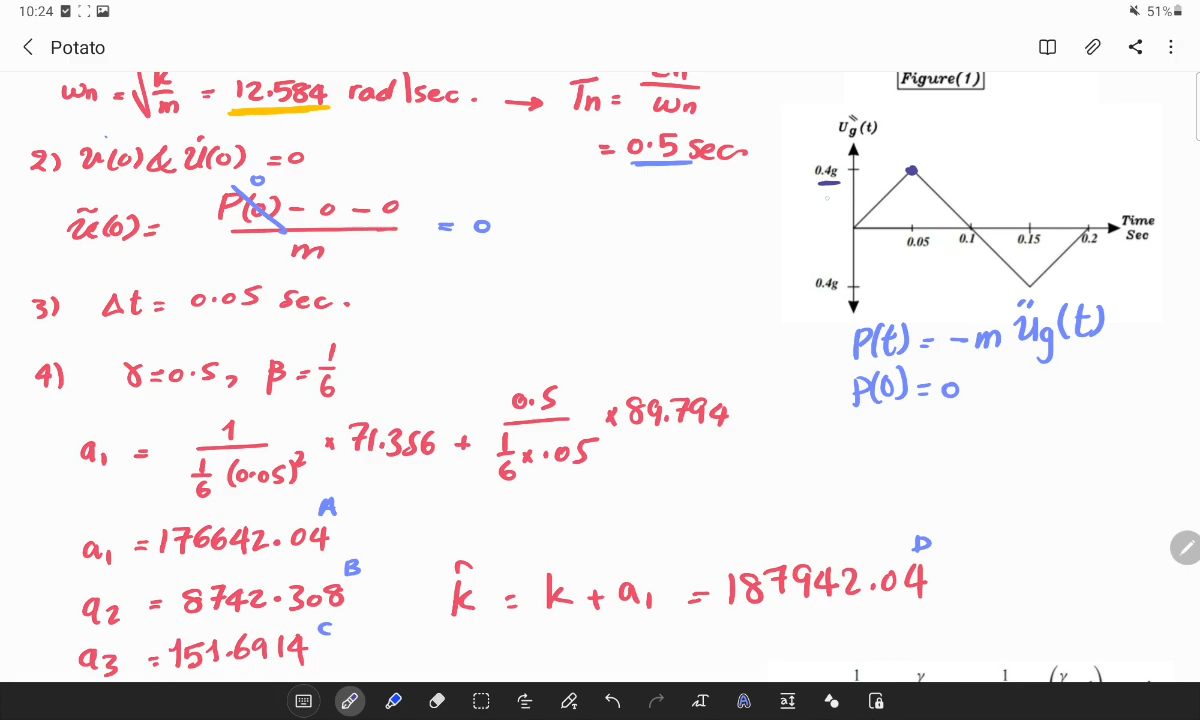 10:24
51%
Potato
ωn = √k/m = 12.584 rad/sec. → Tn = 2π/ωn
= 0.5 sec
2) u(0) & u̇(0) = 0
ü(0) = P(0) - 0 - 0 / m = 0
0
3) Δt = 0.05 sec.
4) γ = 0.5, β = 1/6
a₁ = 1 / 1/6 (0.05)² × 71.356 + 0.5 / 1/6 × .05 × 89.794
a₁ = 176642.04 A
a₂ = 8742.308 B
a₃ = 151.6914 C
k̂ = k + a₁ = 187942.04 D
Figure(1)
Üg(t)
0.4g
0.05
0.1
0.15
0.2
Time
Sec
0.4g
P(t) = -m üg(t)
P(0) = 0
1 γ 1 (γ